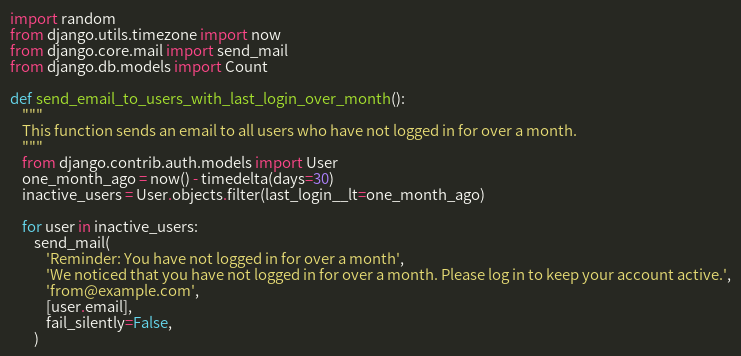 import random
from django.utils.timezone import now
from django.core.mail import send_mail
from django.db.models import Count

def send_email_to_users_with_last_login_over_month():
    """
    This function sends an email to all users who have not logged in for over a month.
    """
    from django.contrib.auth.models import User
    one_month_ago = now() - timedelta(days=30)
    inactive_users = User.objects.filter(last_login__lt=one_month_ago)

    for user in inactive_users:
        send_mail(
            'Reminder: You have not logged in for over a month',
            'We noticed that you have not logged in for over a month. Please log in to keep your account active.',
            'from@example.com',
            [user.email],
            fail_silently=False,
        )